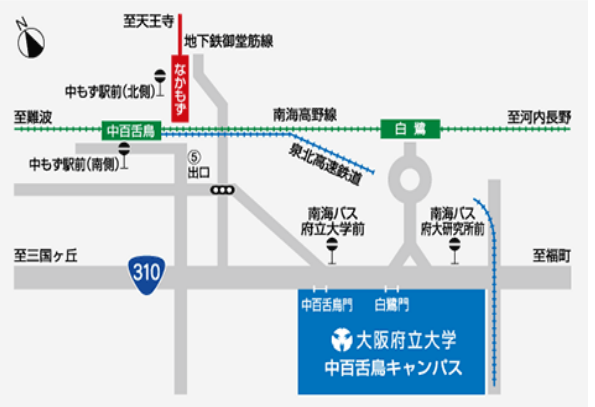 N
至天王寺
地下鉄御堂筋線
なかもず
中もず駅前(北側)
至難波
南海高野線
至河内長野
中百舌鳥
白鷺
中もず駅前(南側)
⑤
出口
泉北高速鉄道
南海バス
府立大学前
南海バス
府大研究所前
至三国ヶ丘
310
至福町
中百舌鳥門
白鷺門
大阪府立大学
中百舌鳥キャンパス